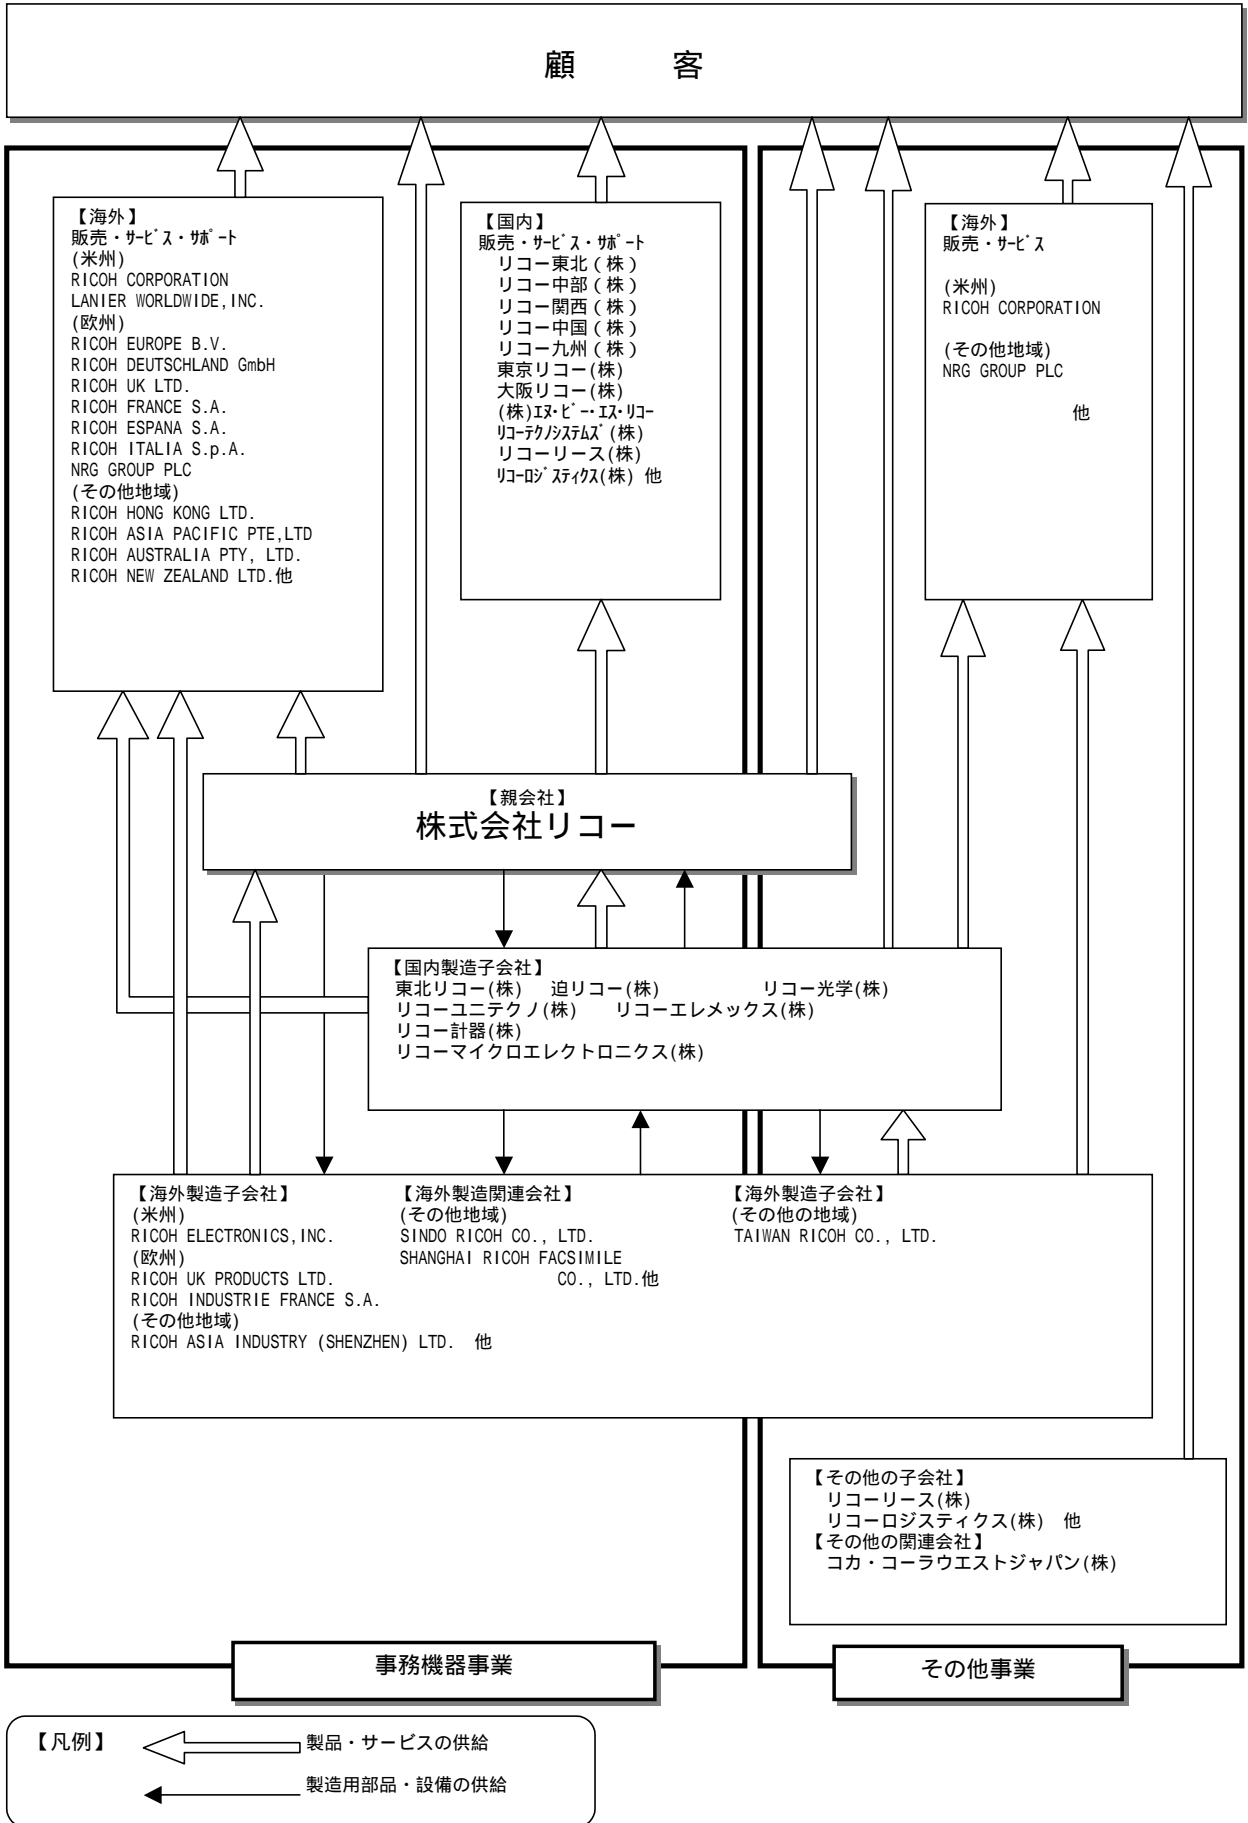 顧 客
【海外】
販売・ｻｰﾋﾞｽ・ｻﾎﾟｰﾄ
(米州)
RICOH CORPORATION
LANIER WORLDWIDE,INC.
(欧州)
RICOH EUROPE B.V.
RICOH DEUTSCHLAND GmbH
RICOH UK LTD.
RICOH FRANCE S.A.
RICOH ESPANA S.A.
RICOH ITALIA S.p.A.
NRG GROUP PLC
(その他地域)
RICOH HONG KONG LTD.
RICOH ASIA PACIFIC PTE,LTD
RICOH AUSTRALIA PTY, LTD.
RICOH NEW ZEALAND LTD.他
【国内】
販売・ｻｰﾋﾞｽ・ｻﾎﾟｰﾄ
リコー東北（株）
リコー中部（株）
リコー関西（株）
リコー中国（株）
リコー九州（株）
東京リコー(株)
大阪リコー(株)
(株)ｴﾇ･ﾋﾞｰ･ｴｽ･ﾘｺｰ
ﾘｺｰﾃｸﾉｼｽﾃﾑｽﾞ(株)
リコーリース(株)
ﾘｺｰﾛｼﾞｽﾃｨｸｽ(株) 他
【海外】
販売・ｻｰﾋﾞｽ
(米州)
RICOH CORPORATION
(その他地域)
NRG GROUP PLC
他
【親会社】
株式会社リコー
【国内製造子会社】
東北リコー(株) 迫リコー(株) リコー光学(株)
リコーユニテクノ(株) リコーエレメックス(株)
リコー計器(株)
リコーマイクロエレクトロニクス(株)
【海外製造子会社】
(米州)
RICOH ELECTRONICS,INC.
(欧州)
RICOH UK PRODUCTS LTD.
RICOH INDUSTRIE FRANCE S.A.
(その他地域)
RICOH ASIA INDUSTRY (SHENZHEN) LTD. 他
【海外製造関連会社】
(その他地域)
SINDO RICOH CO., LTD.
SHANGHAI RICOH FACSIMILE
CO., LTD.他
【海外製造子会社】
(その他の地域)
TAIWAN RICOH CO., LTD.
【その他の子会社】
リコーリース(株)
リコーロジスティクス(株) 他
【その他の関連会社】
コカ・コーラウエストジャパン(株)
事務機器事業
その他事業
【凡例】
製品・サービスの供給
製造用部品・設備の供給